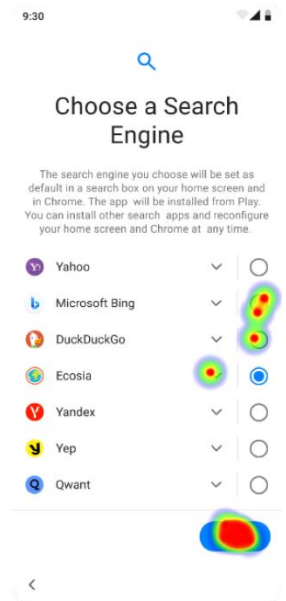 9:30
Choose a Search
Engine
The search engine you choose will be set as
default in a search box on your home screen and
in Chrome. The app will be installed from Play.
You can install other search apps and reconfigure
your home screen and Chrome at any time.
Yahoo
Microsoft Bing
DuckDuckGo
Ecosia
Yandex
Yep
Qwant